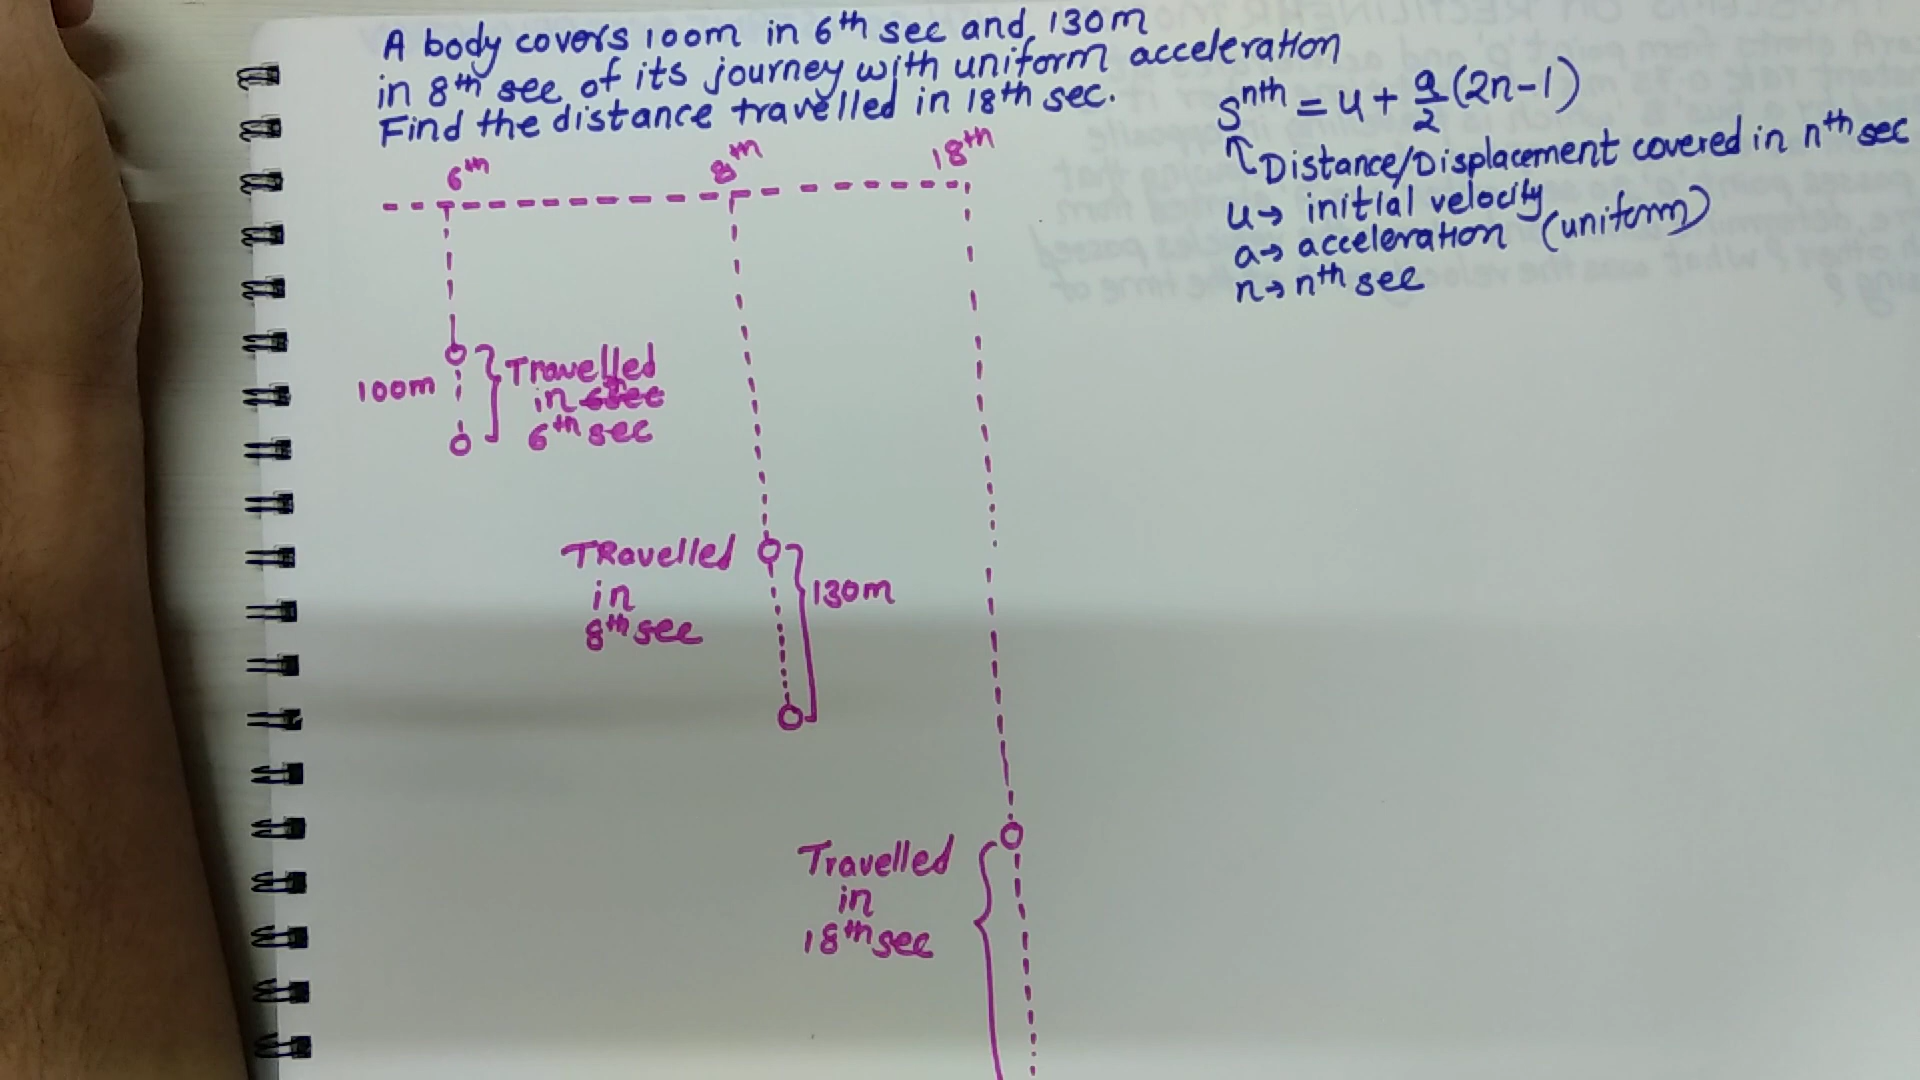 A body covers 100m in 6th sec and 130m
in 8th sec of its journey with uniform acceleration
Find the distance travelled in 18th sec.
S^nth = u + a/2 (2n-1)
Distance/Displacement covered in nth sec
u → initial velocity
a → acceleration (uniform)
n → nth sec
6th
8th
18th
100m
Travelled
in
6th sec
TRavelled
in
8th sec
130m
Travelled
in
18th sec